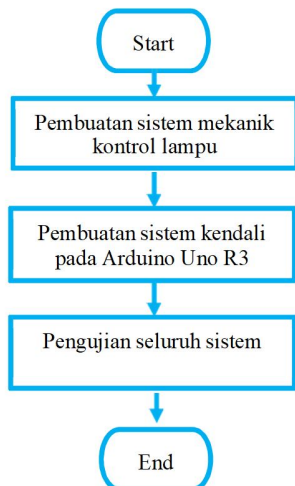 Start
Pembuatan sistem mekanik
kontrol lampu
Pembuatan sistem kendali
pada Arduino Uno R3
Pengujian seluruh sistem
End